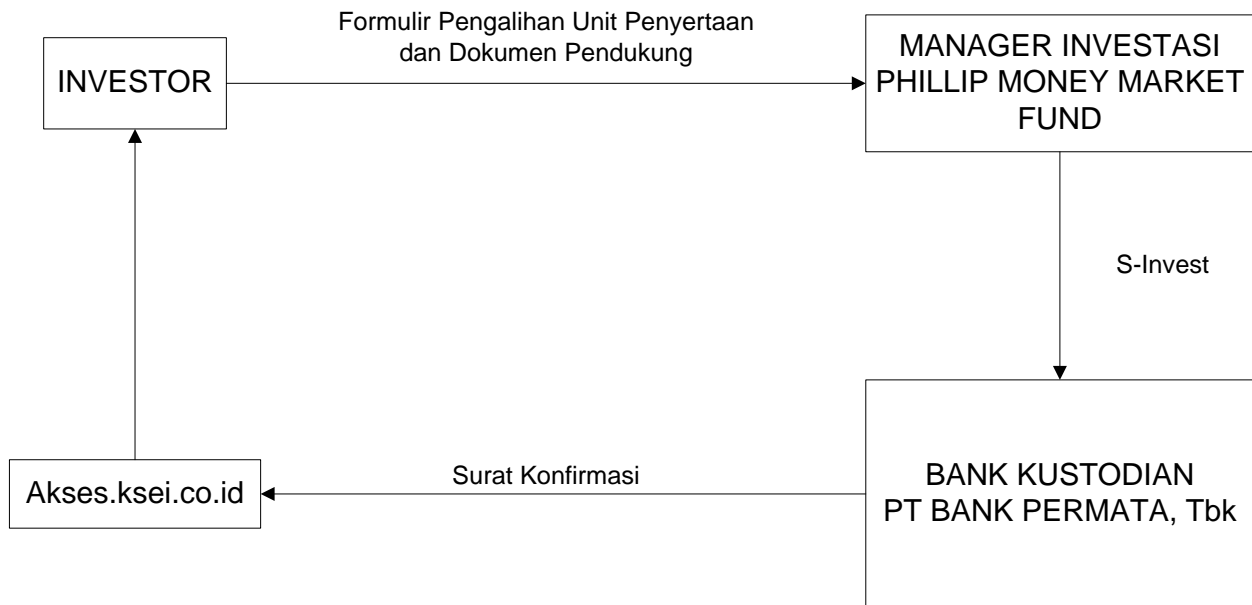 Formulir Pengalihan Unit Penyertaan
dan Dokumen Pendukung
INVESTOR
MANAGER INVESTASI
PHILLIP MONEY MARKET
FUND
S-Invest
Akses.ksei.co.id
Surat Konfirmasi
BANK KUSTODIAN
PT BANK PERMATA, Tbk